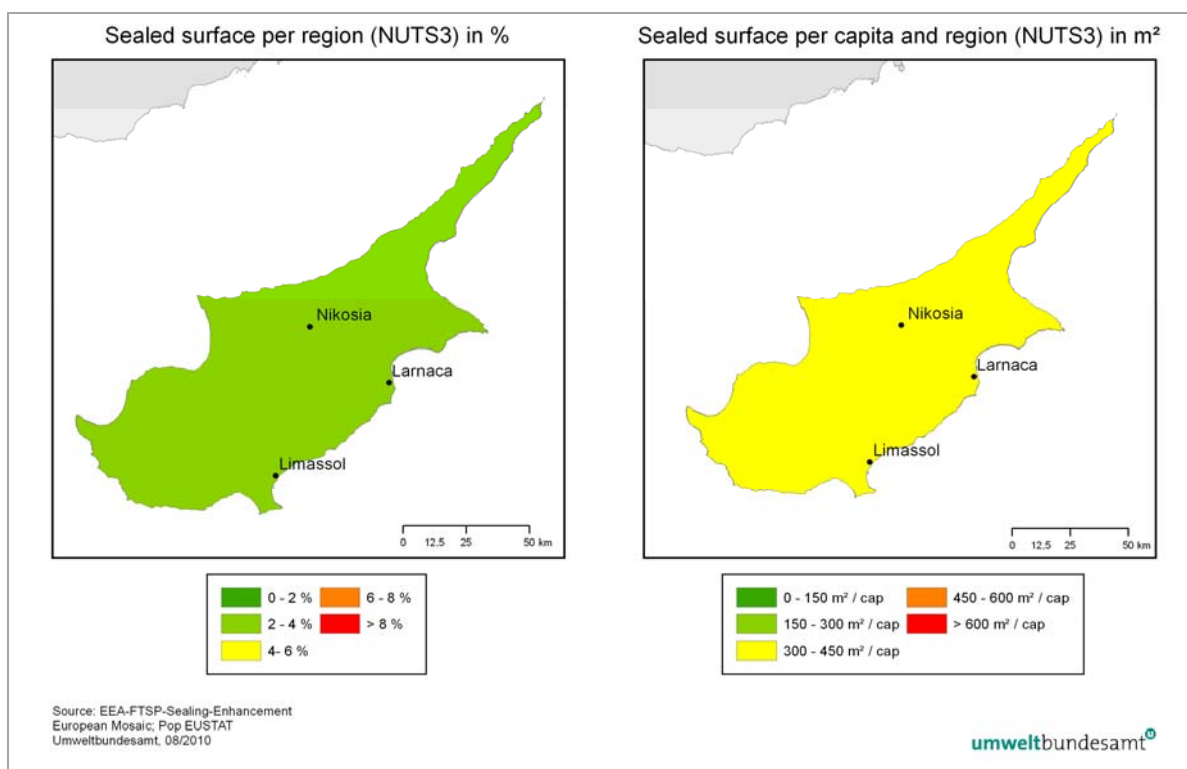 Sealed surface per region (NUTS3) in %
Nikosia
Larnaca
Limassol
0 12.5 25 50 km
0 - 2 %
2 - 4 %
4- 6 %
6 - 8 %
> 8 %
Sealed surface per capita and region (NUTS3) in m²
Nikosia
Larnaca
Limassol
0 12.5 25 50 km
0 - 150 m² / cap
150 - 300 m² / cap
300 - 450 m² / cap
450 - 600 m² / cap
> 600 m² / cap
Source: EEA-FTSP-Sealing-Enhancement
European Mosaic; Pop EUSTAT
Umweltbundesamt, 08/2010
umweltbundesamt